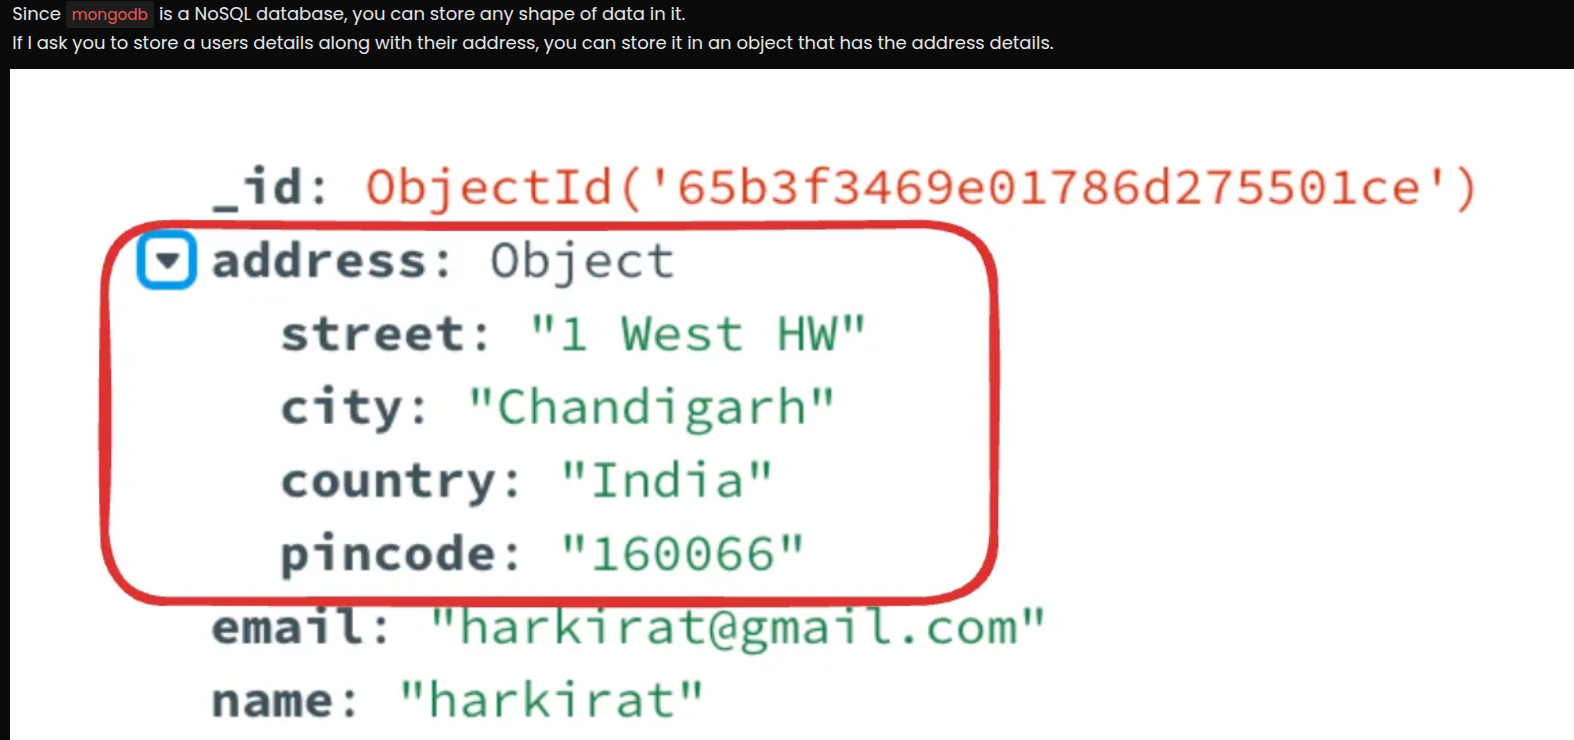 Since mongodb is a NoSQL database, you can store any shape of data in it.
If I ask you to store a users details along with their address, you can store it in an object that has the address details.
_id: ObjectId('65b3f3469e01786d275501ce')
address: Object
street: "1 West HW"
city: "Chandigarh"
country: "India"
pincode: "160066"
email: "harkirat@gmail.com"
name: "harkirat"